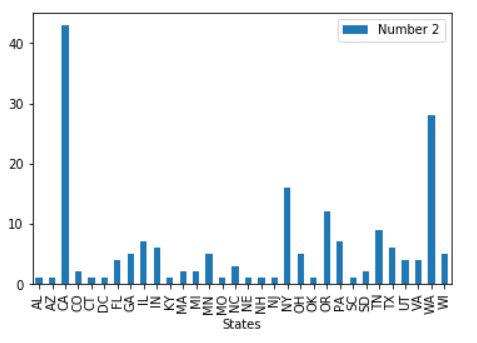 Number 2
40
30
20
10
0
AL AZ CA CO CT DC FL GA IL IN KY MA MI MN MO NC NE NH NJ NY OH OK OR PA SC SD TN TX UT VA WA WI
States